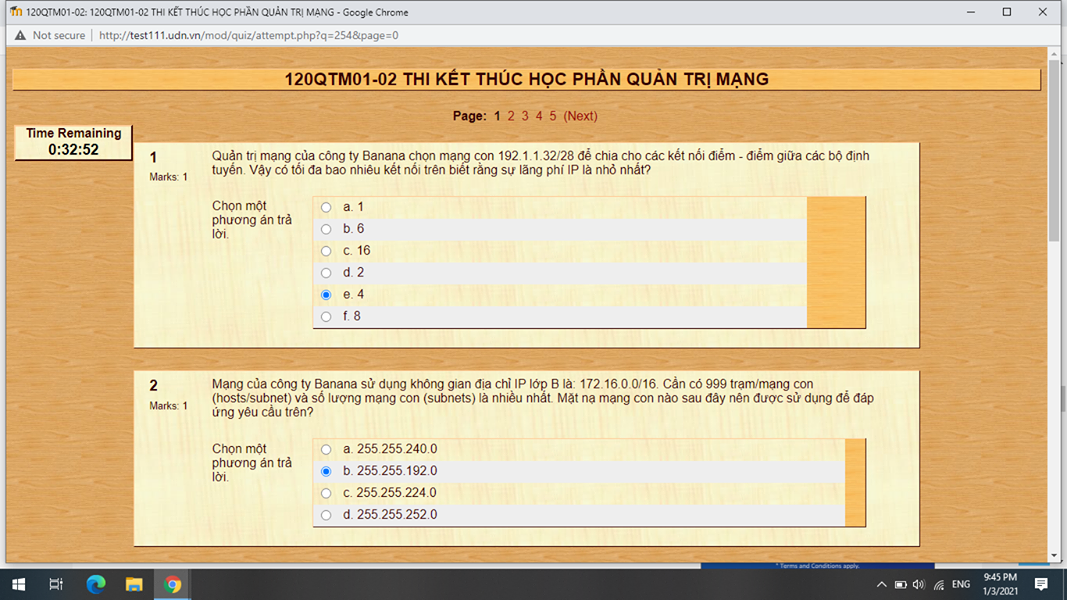 120QTM01-02: 120QTM01-02 THI KẾT THÚC HỌC PHẦN QUẢN TRỊ MẠNG - Google Chrome
Not secure | http://test111.udn.vn/mod/quiz/attempt.php?q=254&page=0
120QTM01-02 THI KẾT THÚC HỌC PHẦN QUẢN TRỊ MẠNG
Page: 1 2 3 4 5 (Next)
Time Remaining
0:32:52
1
Marks: 1
Quản trị mạng của công ty Banana chọn mạng con 192.1.1.32/28 để chia cho các kết nối điểm - điểm giữa các bộ định
tuyến. Vậy có tối đa bao nhiêu kết nối trên biết rằng sự lãng phí IP là nhỏ nhất?
Chọn một
phương án trả
lời.
a. 1
b. 6
c. 16
d. 2
e. 4
f. 8
2
Marks: 1
Mạng của công ty Banana sử dụng không gian địa chỉ IP lớp B là: 172.16.0.0/16. Cần có 999 trạm/mạng con
(hosts/subnet) và số lượng mạng con (subnets) là nhiều nhất. Mặt nạ mạng con nào sau đây nên được sử dụng để đáp
ứng yêu cầu trên?
Chọn một
phương án trả
lời.
a. 255.255.240.0
b. 255.255.192.0
c. 255.255.224.0
d. 255.255.252.0
* Terms and Conditions apply.
ENG
9:45 PM
1/3/2021